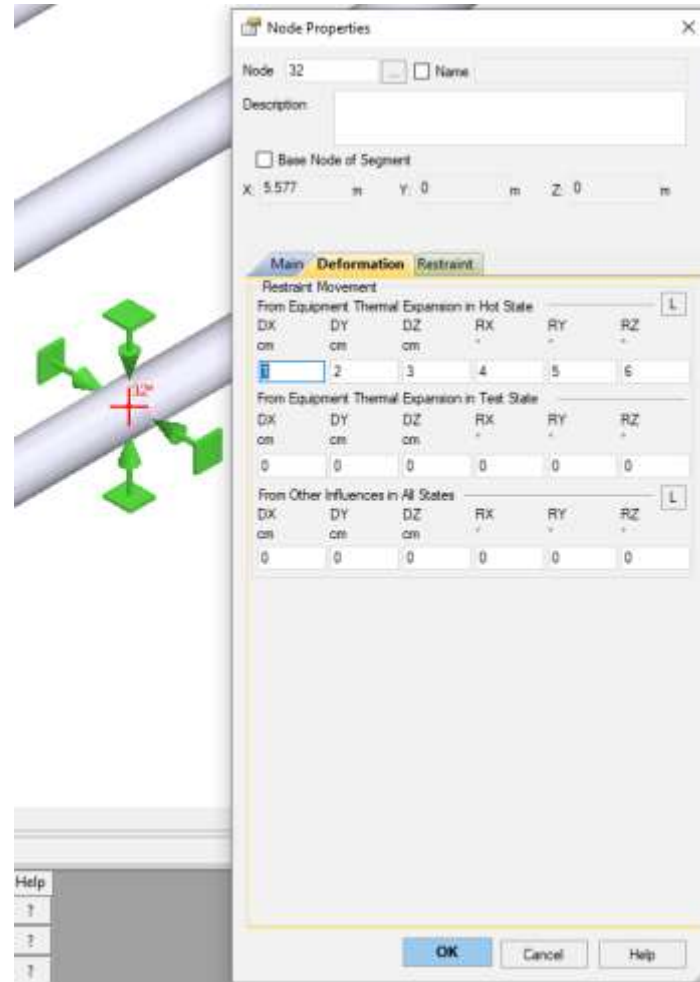 Node Properties
Node 32 ... Name
Description
Base Node of Segment
X: 5.577 m Y: 0 m Z: 0 m
Main Deformation Restraint
Restraint Movement
From Equipment Thermal Expansion in Hot State L
DX DY DZ RX RY RZ
cm cm cm ° ° °
1 2 3 4 5 6
From Equipment Thermal Expansion in Test State
DX DY DZ RX RY RZ
cm cm cm ° ° °
0 0 0 0 0 0
From Other Influences in All States L
DX DY DZ RX RY RZ
cm cm cm ° ° °
0 0 0 0 0 0
Help
?
?
?
OK Cancel Help